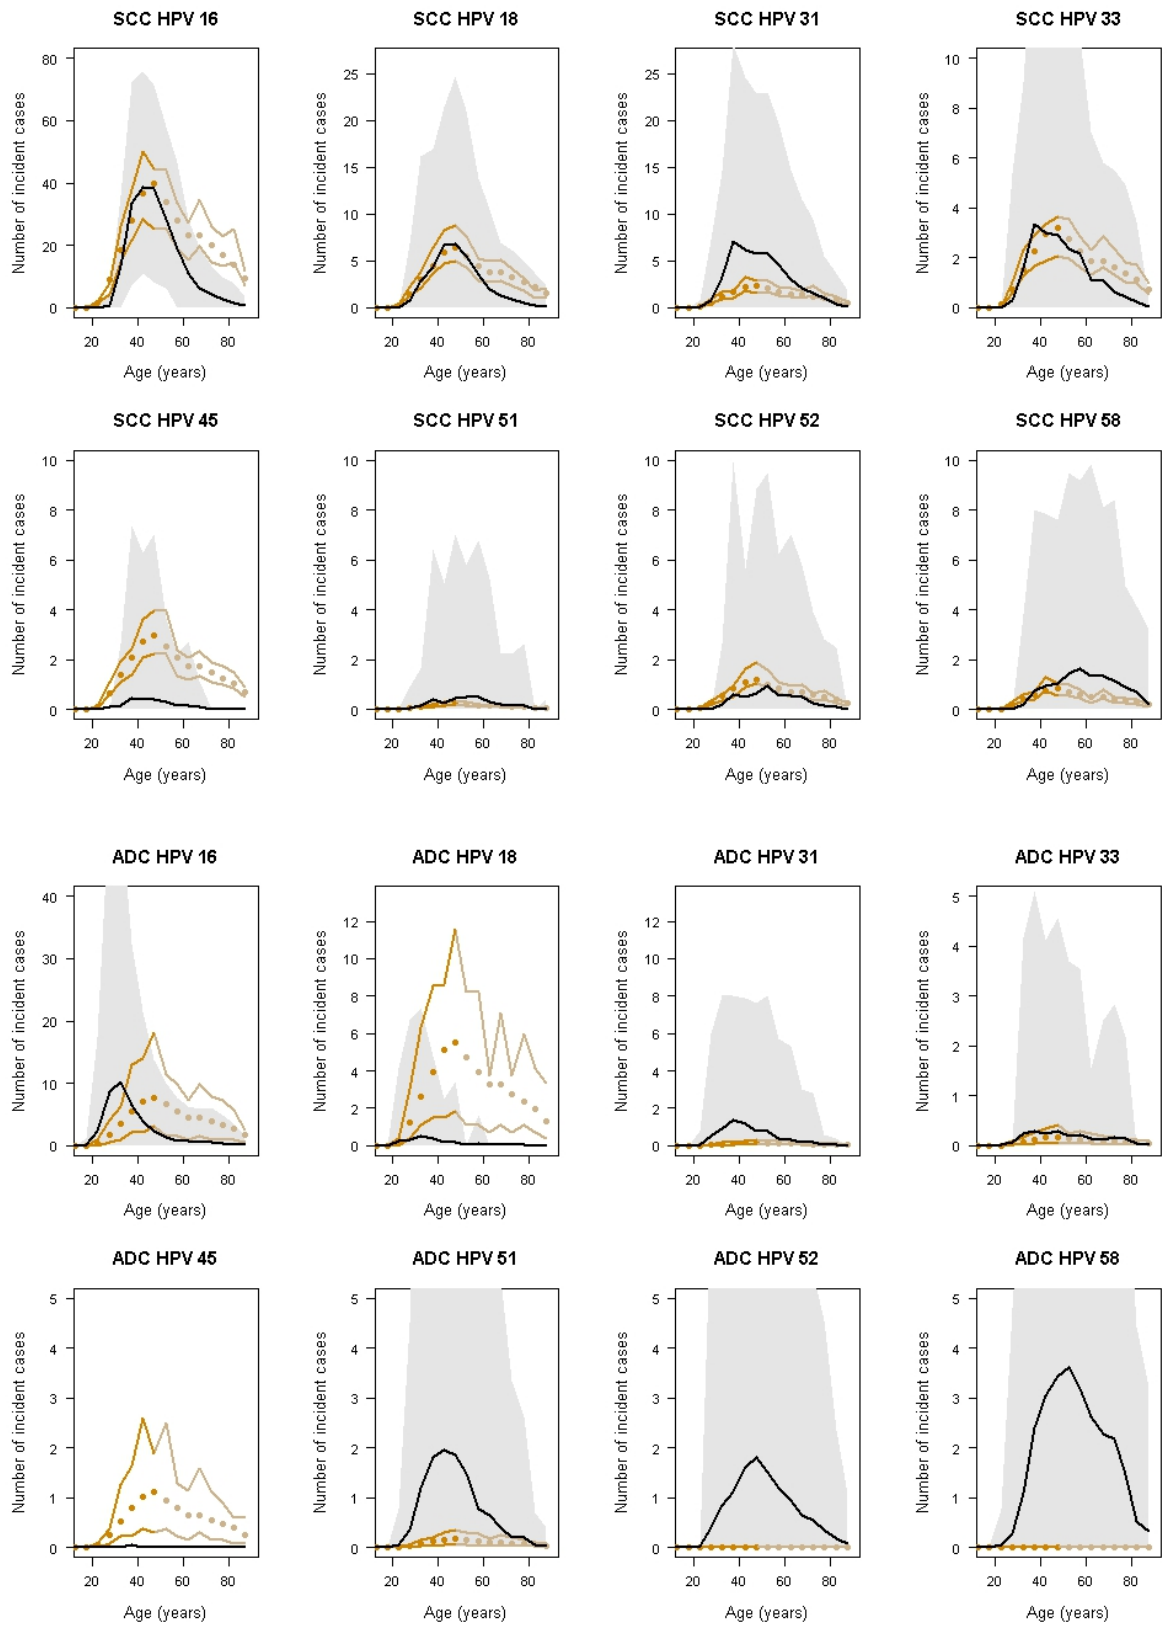 SCC HPV 16 SCC HPV 18 SCC HPV 31 SCC HPV 33
Number of incident cases
0 20 40 60 80
20 40 60 80
Age (years)
Number of incident cases
0 5 10 15 20 25
20 40 60 80
Age (years)
Number of incident cases
0 5 10 15 20 25
20 40 60 80
Age (years)
Number of incident cases
0 2 4 6 8 10
20 40 60 80
Age (years)
SCC HPV 45 SCC HPV 51 SCC HPV 52 SCC HPV 58
Number of incident cases
0 2 4 6 8 10
20 40 60 80
Age (years)
Number of incident cases
0 2 4 6 8 10
20 40 60 80
Age (years)
Number of incident cases
0 2 4 6 8 10
20 40 60 80
Age (years)
Number of incident cases
0 2 4 6 8 10
20 40 60 80
Age (years)
ADC HPV 16 ADC HPV 18 ADC HPV 31 ADC HPV 33
Number of incident cases
0 10 20 30 40
20 40 60 80
Age (years)
Number of incident cases
0 2 4 6 8 10 12
20 40 60 80
Age (years)
Number of incident cases
0 2 4 6 8 10 12
20 40 60 80
Age (years)
Number of incident cases
0 1 2 3 4 5
20 40 60 80
Age (years)
ADC HPV 45 ADC HPV 51 ADC HPV 52 ADC HPV 58
Number of incident cases
0 1 2 3 4 5
20 40 60 80
Age (years)
Number of incident cases
0 1 2 3 4 5
20 40 60 80
Age (years)
Number of incident cases
0 1 2 3 4 5
20 40 60 80
Age (years)
Number of incident cases
0 1 2 3 4 5
20 40 60 80
Age (years)